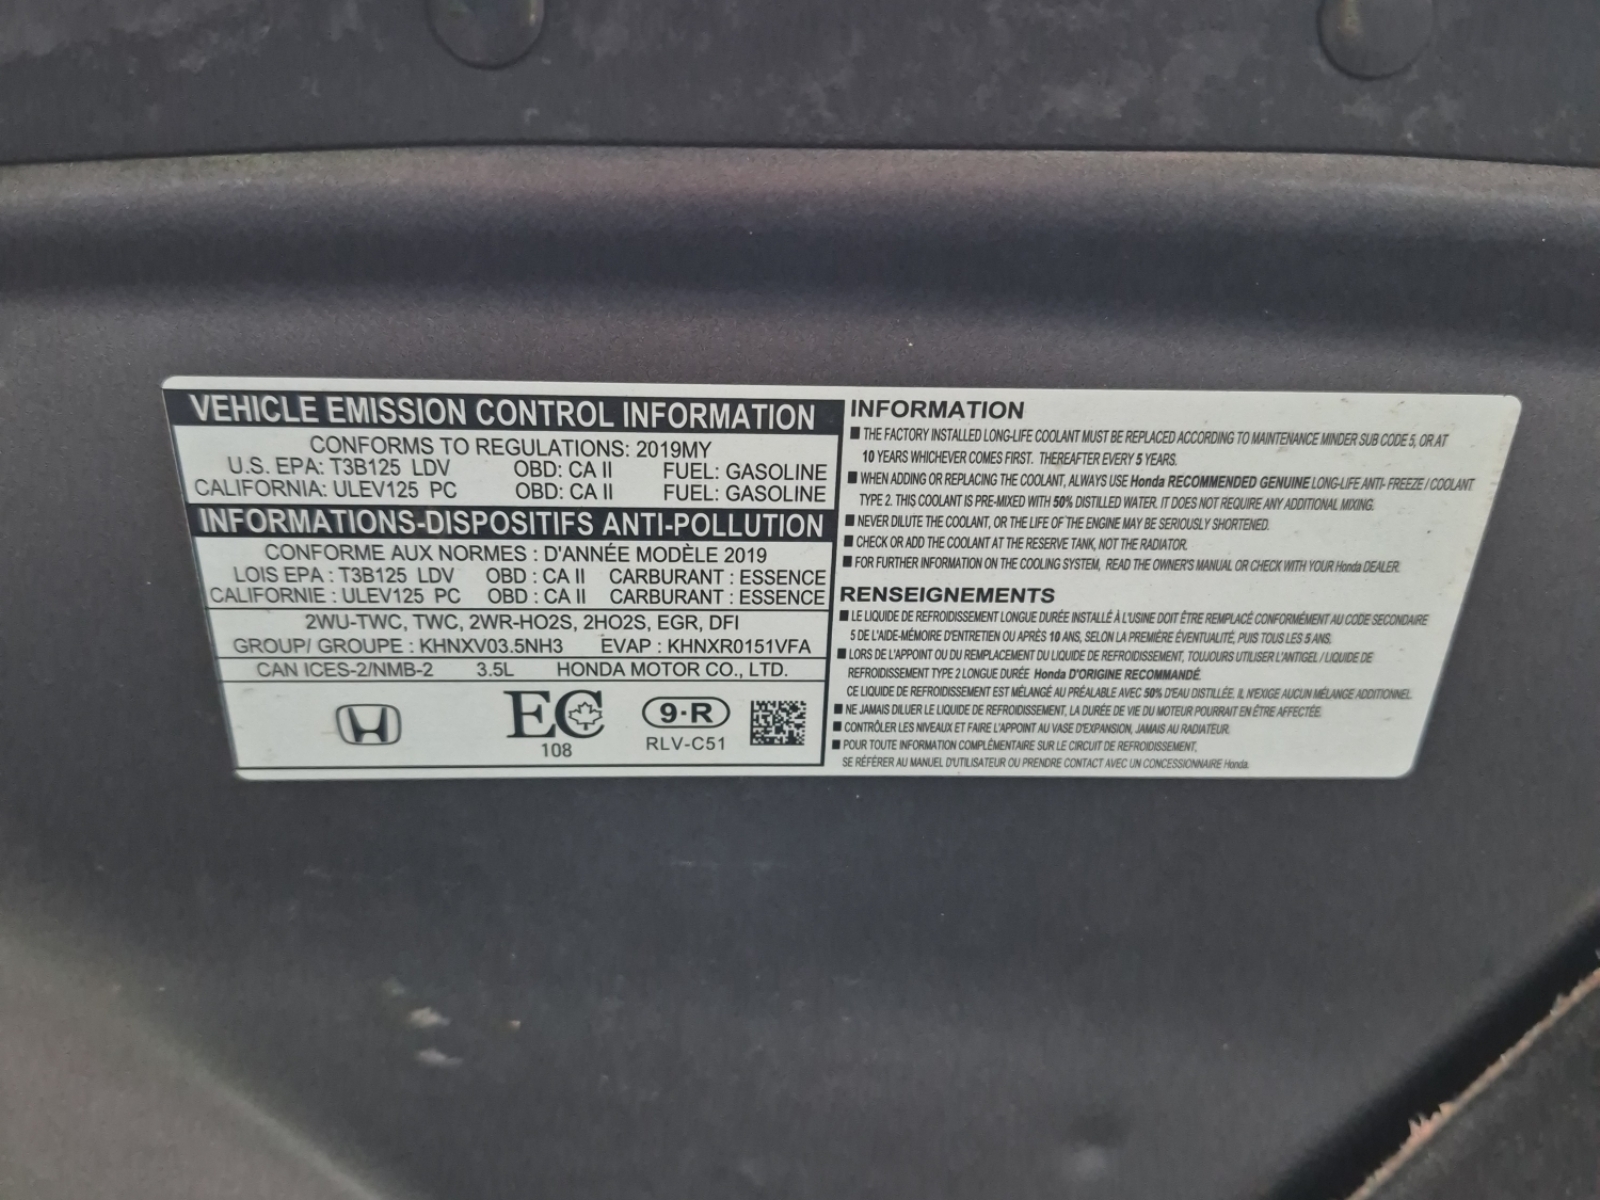 VEHICLE EMISSION CONTROL INFORMATION
CONFORMS TO REGULATIONS: 2019MY
U.S. EPA: T3B125 LDV OBD: CA II FUEL: GASOLINE
CALIFORNIA: ULEV125 PC OBD: CA II FUEL: GASOLINE
INFORMATIONS-DISPOSITIFS ANTI-POLLUTION
CONFORME AUX NORMES : D'ANNÉE MODÈLE 2019
LOIS EPA : T3B125 LDV OBD : CA II CARBURANT : ESSENCE
CALIFORNIE : ULEV125 PC OBD : CA II CARBURANT : ESSENCE
2WU-TWC, TWC, 2WR-HO2S, 2HO2S, EGR, DFI
GROUP/ GROUPE : KHNXV03.5NH3 EVAP : KHNXR0151VFA
CAN ICES-2/NMB-2 3.5L HONDA MOTOR CO., LTD.
EC
108
9·R
RLV-C51
INFORMATION
■ THE FACTORY INSTALLED LONG-LIFE COOLANT MUST BE REPLACED ACCORDING TO MAINTENANCE MINDER SUB CODE 5, OR AT
10 YEARS WHICHEVER COMES FIRST. THEREAFTER EVERY 5 YEARS.
■ WHEN ADDING OR REPLACING THE COOLANT, ALWAYS USE Honda RECOMMENDED GENUINE LONG-LIFE ANTI- FREEZE / COOLANT
TYPE 2. THIS COOLANT IS PRE-MIXED WITH 50% DISTILLED WATER. IT DOES NOT REQUIRE ANY ADDITIONAL MIXING.
■ NEVER DILUTE THE COOLANT, OR THE LIFE OF THE ENGINE MAY BE SERIOUSLY SHORTENED.
■ CHECK OR ADD THE COOLANT AT THE RESERVE TANK, NOT THE RADIATOR.
■ FOR FURTHER INFORMATION ON THE COOLING SYSTEM, READ THE OWNER'S MANUAL OR CHECK WITH YOUR Honda DEALER.
RENSEIGNEMENTS
■ LE LIQUIDE DE REFROIDISSEMENT LONGUE DURÉE INSTALLÉ À L'USINE DOIT ÊTRE REMPLACÉ CONFORMÉMENT AU CODE SECONDAIRE
5 DE L'AIDE-MÉMOIRE D'ENTRETIEN OU APRÈS 10 ANS, SELON LA PREMIÈRE ÉVENTUALITÉ, PUIS TOUS LES 5 ANS.
■ LORS DE L'APPOINT OU DU REMPLACEMENT DU LIQUIDE DE REFROIDISSEMENT, TOUJOURS UTILISER L'ANTIGEL / LIQUIDE DE
REFROIDISSEMENT TYPE 2 LONGUE DURÉE Honda D'ORIGINE RECOMMANDÉ.
CE LIQUIDE DE REFROIDISSEMENT EST MÉLANGÉ AU PRÉALABLE AVEC 50% D'EAU DISTILLÉE. IL N'EXIGE AUCUN MÉLANGE ADDITIONNEL.
■ NE JAMAIS DILUER LE LIQUIDE DE REFROIDISSEMENT, LA DURÉE DE VIE DU MOTEUR POURRAIT EN ÊTRE AFFECTÉE.
■ CONTRÔLER LES NIVEAUX ET FAIRE L'APPOINT AU VASE D'EXPANSION, JAMAIS AU RADIATEUR.
■ POUR TOUTE INFORMATION COMPLÉMENTAIRE SUR LE CIRCUIT DE REFROIDISSEMENT,
SE RÉFÉRER AU MANUEL D'UTILISATEUR OU PRENDRE CONTACT AVEC UN CONCESSIONNAIRE Honda.